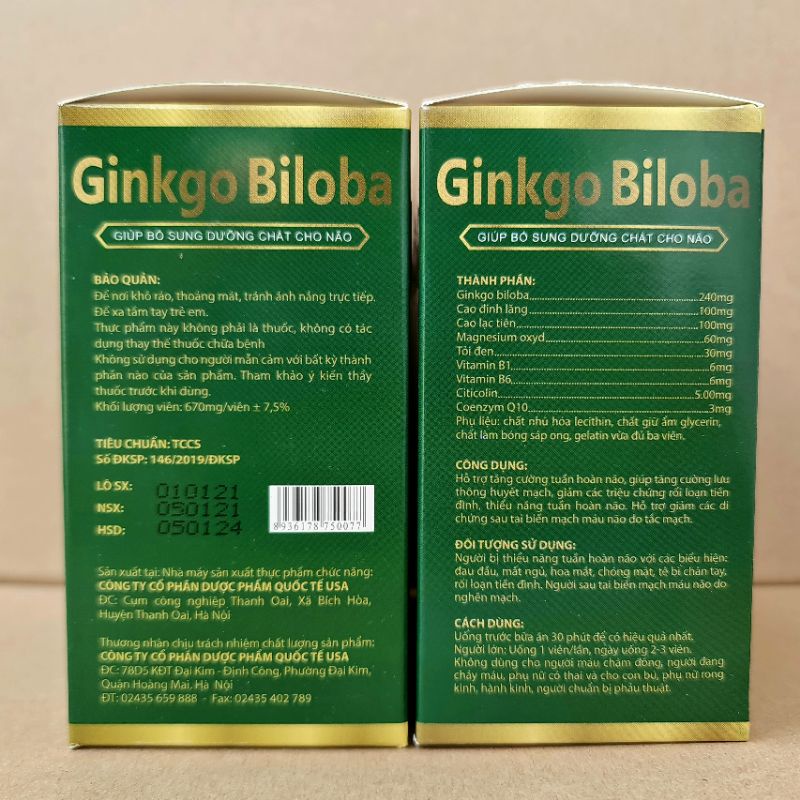 Ginkgo Biloba
GIÚP BỔ SUNG DƯỠNG CHẤT CHO NÃO
BẢO QUẢN:
Để nơi khô ráo, thoáng mát, tránh ánh nắng trực tiếp.
Để xa tầm tay trẻ em.
Thực phẩm này không phải là thuốc, không có tác
dụng thay thế thuốc chữa bệnh
Không sử dụng cho người mẫn cảm với bất kỳ thành
phần nào của sản phẩm. Tham khảo ý kiến thầy
thuốc trước khi dùng.
Khối lượng viên: 670mg/viên ± 7,5%
TIÊU CHUẨN: TCCS
Số ĐKSP: 146/2019/ĐKSP
LÔ SX: 010121
NSX: 050121
HSD: 050124
8936178750077
Sản xuất tại: Nhà máy sản xuất thực phẩm chức năng:
CÔNG TY CỔ PHẦN DƯỢC PHẨM QUỐC TẾ USA
ĐC: Cụm công nghiệp Thanh Oai, Xã Bích Hòa,
Huyện Thanh Oai, Hà Nội
Thương nhân chịu trách nhiệm chất lượng sản phẩm:
CÔNG TY CỔ PHẦN DƯỢC PHẨM QUỐC TẾ USA
ĐC: 78D5 KĐT Đại Kim - Định Công, Phường Đại Kim,
Quận Hoàng Mai, Hà Nội
ĐT: 02435 659 888 - Fax: 02435 402 789
Ginkgo Biloba
GIÚP BỔ SUNG DƯỠNG CHẤT CHO NÃO
THÀNH PHẦN:
Ginkgo biloba 240mg
Cao đinh lăng 100mg
Cao lạc tiên 100mg
Magnesium oxyd 60mg
Tỏi đen 30mg
Vitamin B1 6mg
Vitamin B6 6mg
Citicolin 5.00mg
Coenzym Q10 3mg
Phụ liệu: chất nhũ hóa lecithin, chất giữ ẩm glycerin,
chất làm bóng sáp ong, gelatin vừa đủ ba viên.
CÔNG DỤNG:
Hỗ trợ tăng cường tuần hoàn não, giúp tăng cường lưu
thông huyết mạch, giảm các triệu chứng rối loạn tiền
đình, thiểu năng tuần hoàn não. Hỗ trợ giảm các di
chứng sau tai biến mạch máu não do tắc mạch.
ĐỐI TƯỢNG SỬ DỤNG:
Người bị thiểu năng tuần hoàn não với các biểu hiện:
đau đầu, mất ngủ, hoa mắt, chóng mặt, tê bì chân tay,
rối loạn tiền đình. Người sau tai biến mạch máu não do
nghẽn mạch.
CÁCH DÙNG:
Uống trước bữa ăn 30 phút để có hiệu quả nhất.
Người lớn: Uống 1 viên/lần, ngày uống 2-3 viên.
Không dùng cho người máu chậm đông, người đang
chảy máu, phụ nữ có thai và cho con bú, phụ nữ rong
kinh, hành kinh, người chuẩn bị phẫu thuật.